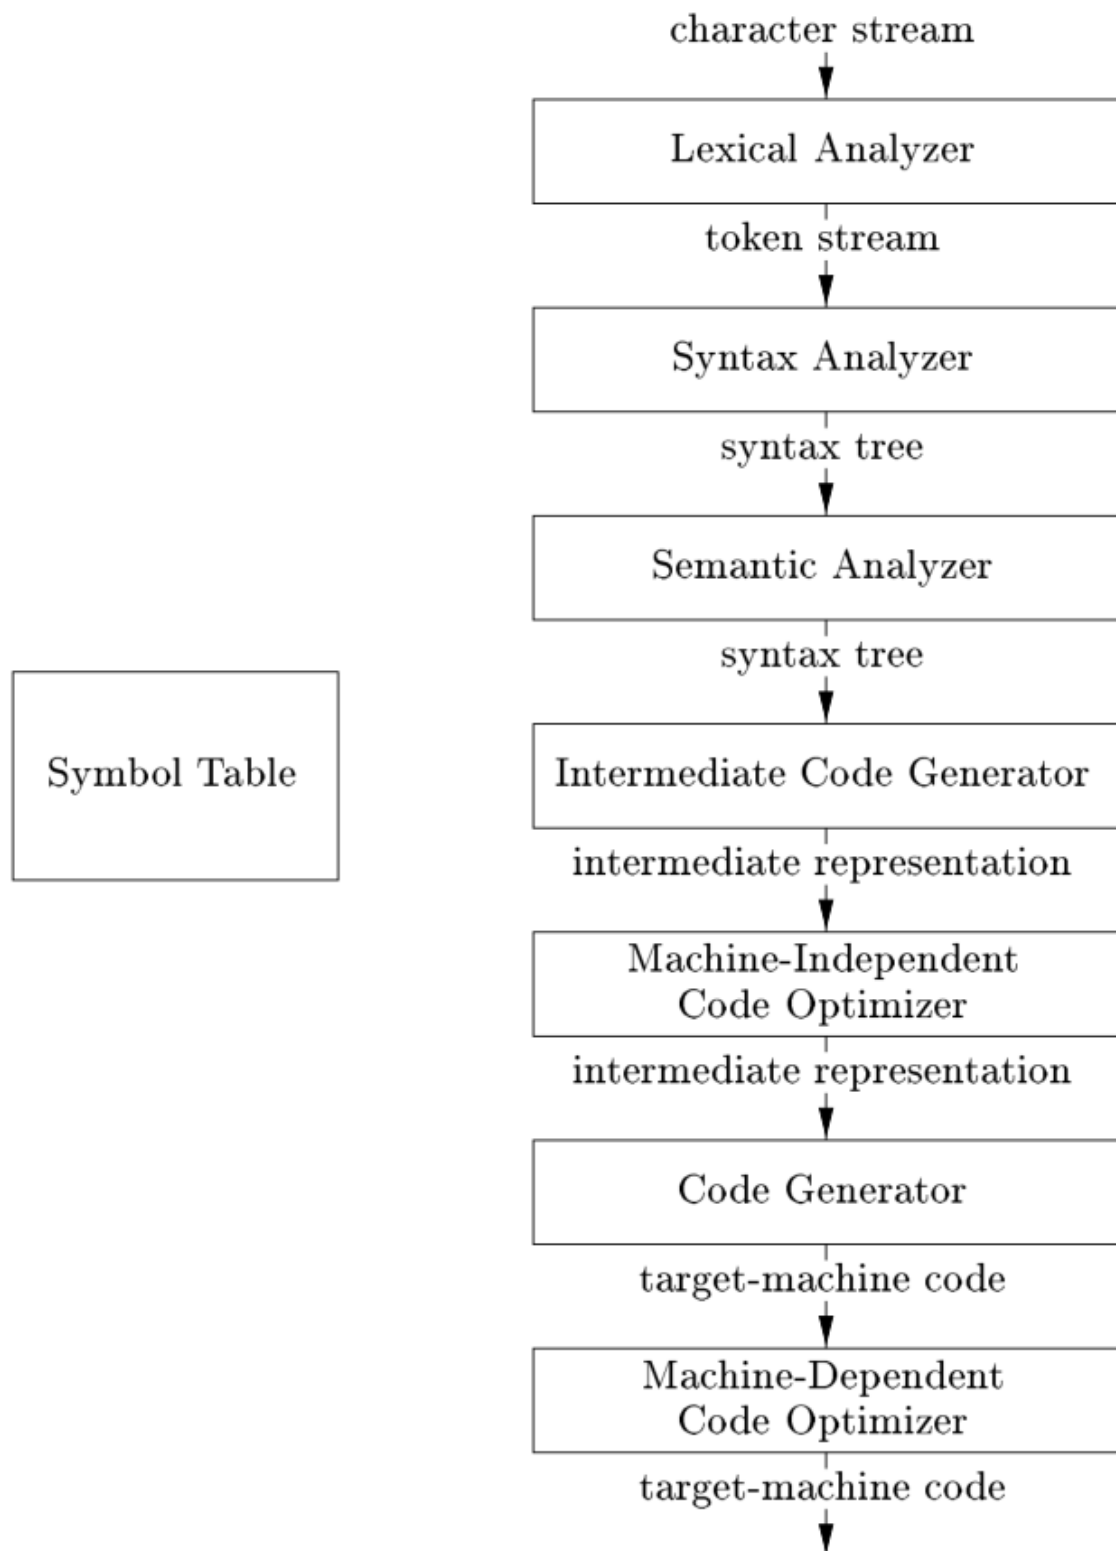 character stream
Lexical Analyzer
token stream
Syntax Analyzer
syntax tree
Semantic Analyzer
syntax tree
Symbol Table
Intermediate Code Generator
intermediate representation
Machine-Independent
Code Optimizer
intermediate representation
Code Generator
target-machine code
Machine-Dependent
Code Optimizer
target-machine code